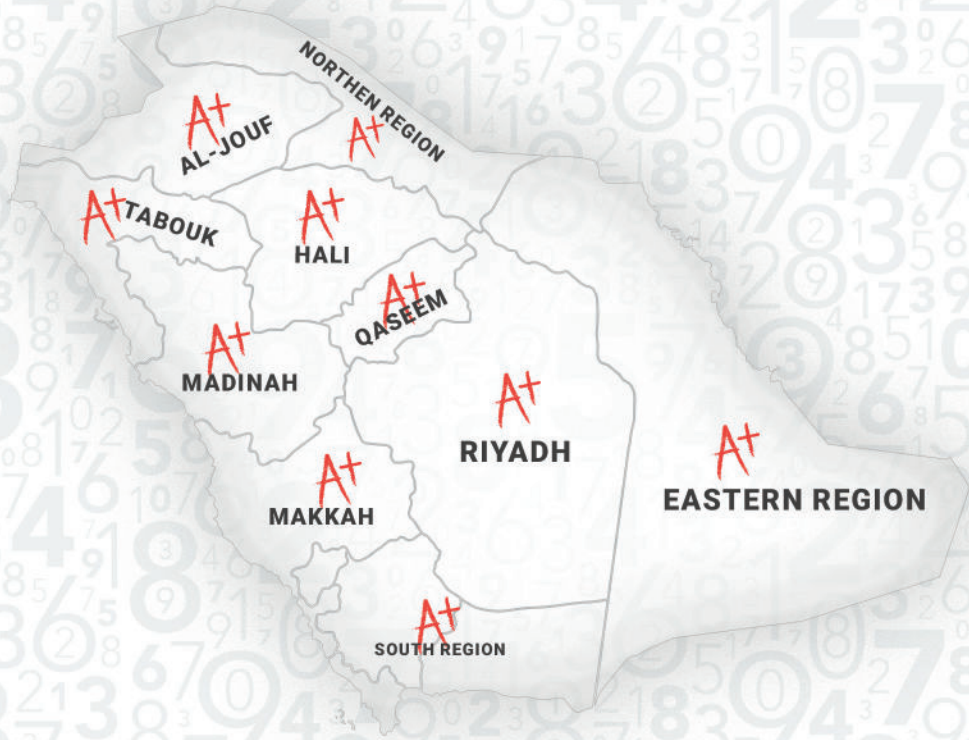 NORTHEN REGION
A+
A+
AL-JOUF
A+
TABOUK
A+
HALI
A+
QASEEM
A+
MADINAH
A+
RIYADH
A+
EASTERN REGION
A+
MAKKAH
A+
SOUTH REGION